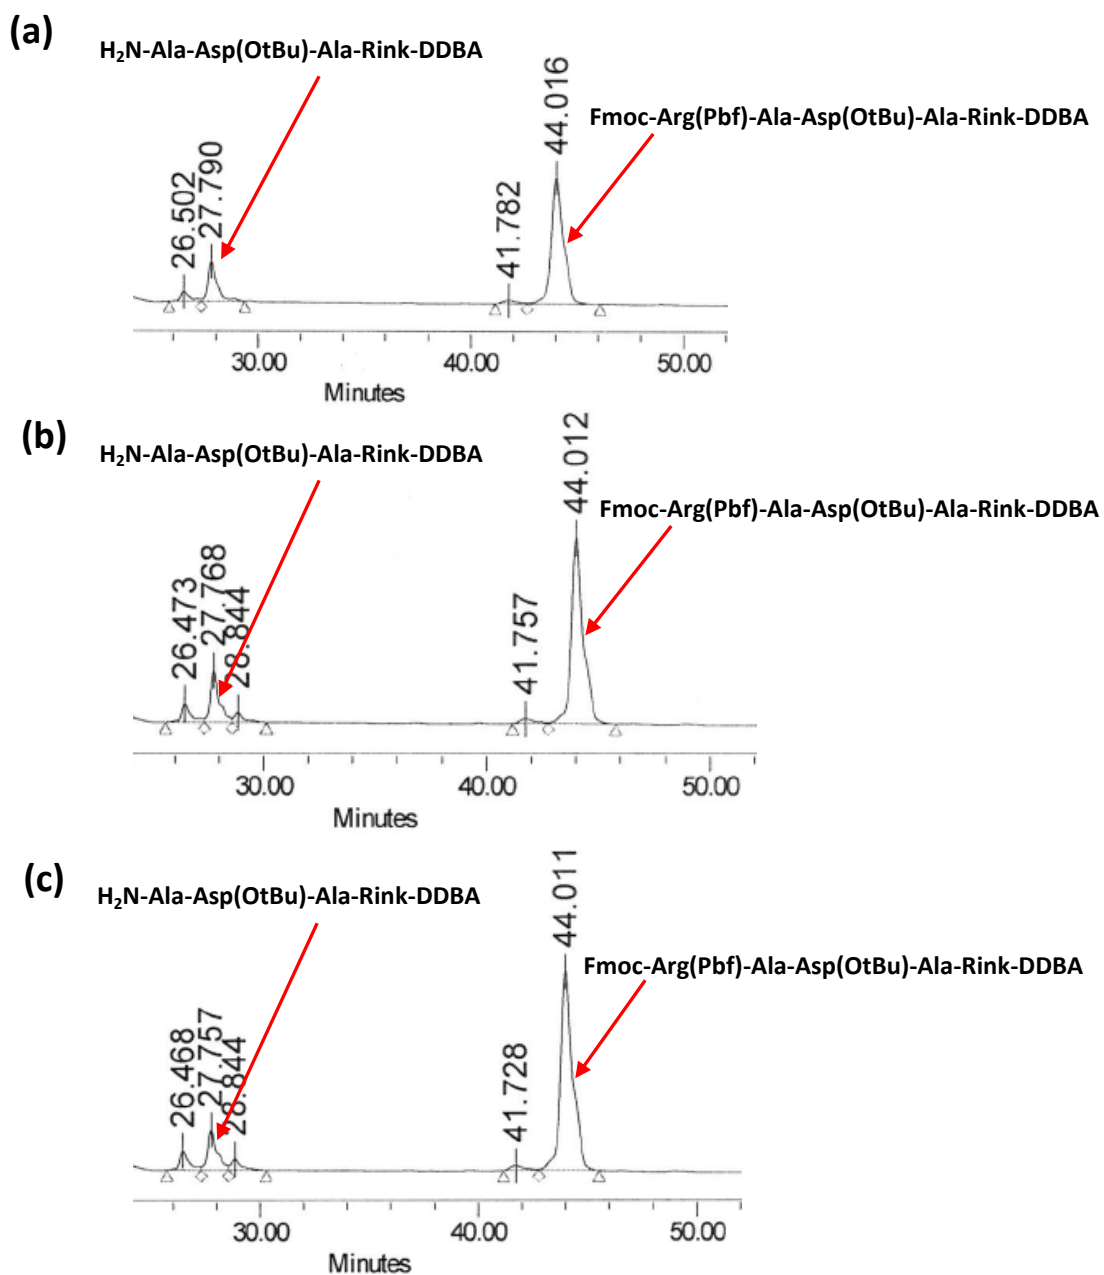 (a)
H₂N-Ala-Asp(OtBu)-Ala-Rink-DDBA
Fmoc-Arg(Pbf)-Ala-Asp(OtBu)-Ala-Rink-DDBA
26.502
27.790
41.782
44.016
30.00 40.00 50.00
Minutes
(b)
H₂N-Ala-Asp(OtBu)-Ala-Rink-DDBA
Fmoc-Arg(Pbf)-Ala-Asp(OtBu)-Ala-Rink-DDBA
26.473
27.768
28.844
41.757
44.012
30.00 40.00 50.00
Minutes
(c)
H₂N-Ala-Asp(OtBu)-Ala-Rink-DDBA
Fmoc-Arg(Pbf)-Ala-Asp(OtBu)-Ala-Rink-DDBA
26.468
27.757
28.844
41.728
44.011
30.00 40.00 50.00
Minutes